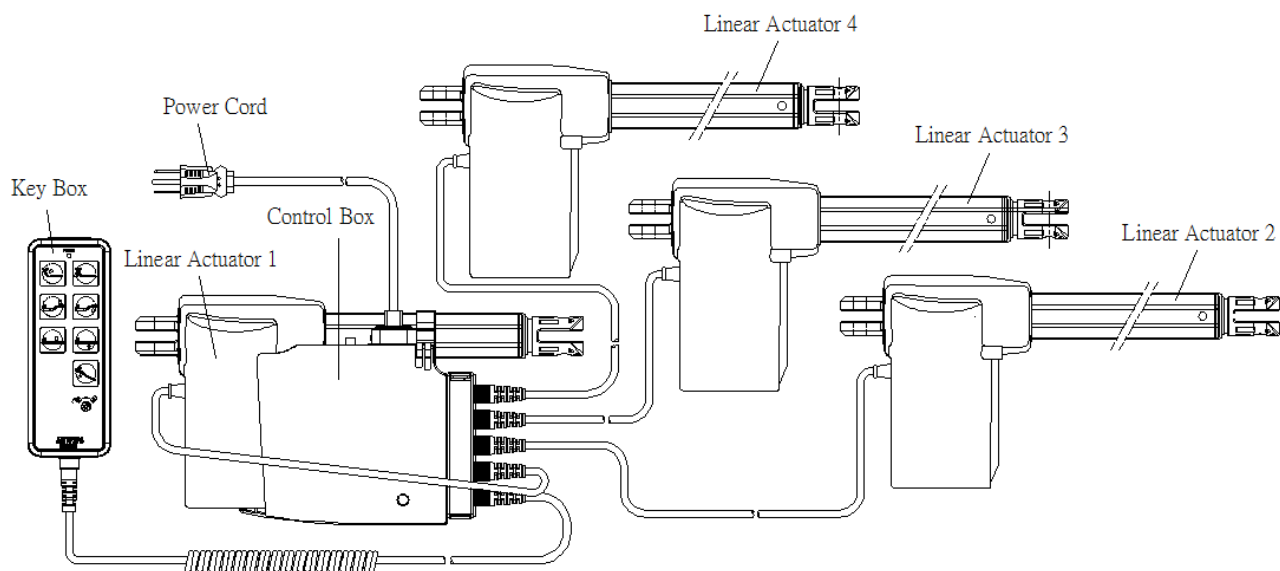 Linear Actuator 4
Power Cord
Linear Actuator 3
Key Box
Control Box
Linear Actuator 2
Linear Actuator 1